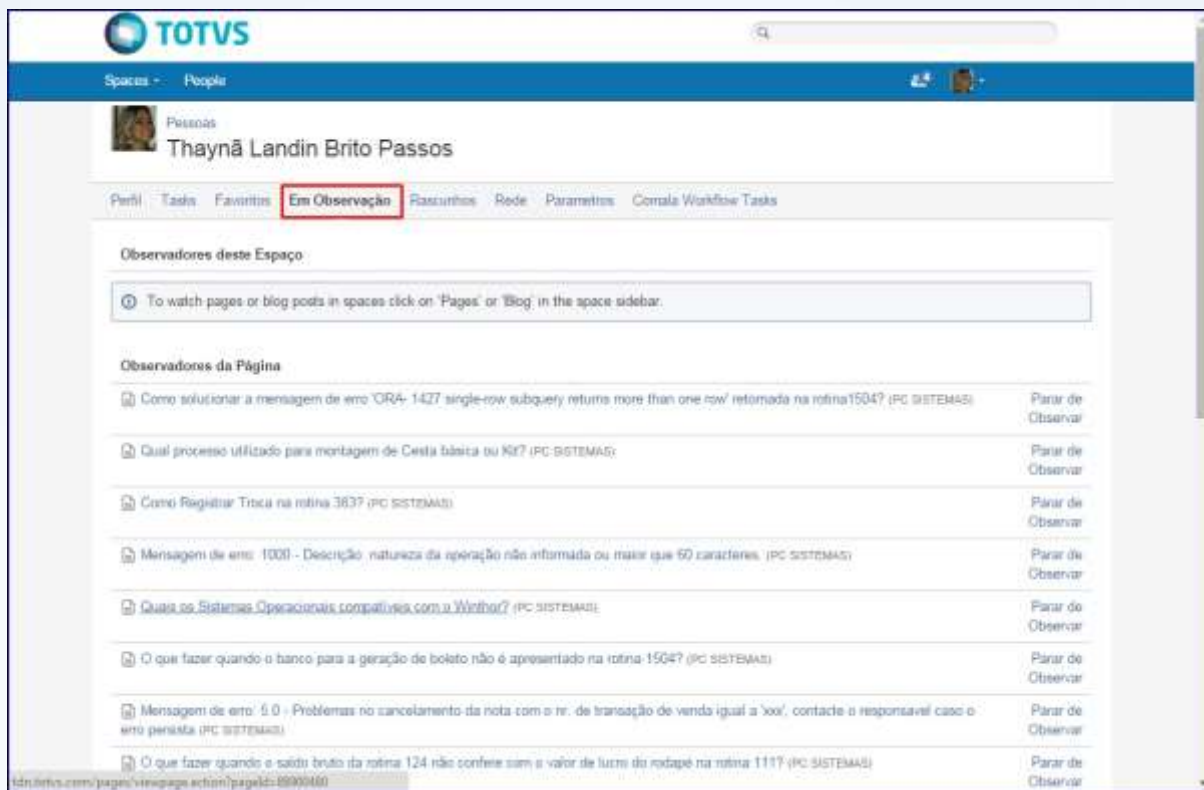 TOTVS
Spaces People
Pessoas
Thaynã Landin Brito Passos
Perfil Tasks Favoritos Em Observação Rascunhos Rede Parametros Comala Workflow Tasks
Observadores deste Espaço
To watch pages or blog posts in spaces click on 'Pages' or 'Blog' in the space sidebar.
Observadores da Página
Como solucionar a mensagem de erro 'ORA- 1427 single-row subquery returns more than one row' retornada na rotina1504? (PC SISTEMAS) Parar de
Observar
Qual processo utilizado para montagem de Cesta básica ou Kit? (PC SISTEMAS) Parar de
Observar
Como Registrar Troca na rotina 363? (PC SISTEMAS) Parar de
Observar
Mensagem de erro: 1000 - Descrição natureza da operação não informada ou maior que 60 caracteres. (PC SISTEMAS) Parar de
Observar
Quais os Sistemas Operacionais compatíveis com o Winthor? (PC SISTEMAS) Parar de
Observar
O que fazer quando o banco para a geração de boleto não é apresentado na rotina 1504? (PC SISTEMAS) Parar de
Observar
Mensagem de erro: 5.0 - Problemas no cancelamento da nota com o nr. de transação de venda igual a 'xxx', contacte o responsavel caso o Parar de
erro persista (PC SISTEMAS) Observar
O que fazer quando o saldo bruto da rotina 124 não confere com o valor de lucro do rodapé na rotina 111? (PC SISTEMAS) Parar de
Observar
tdn.totvs.com/pages/viewpage.action?pageId=